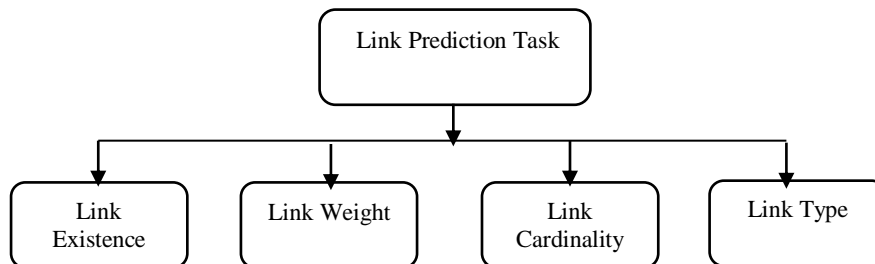 Link Prediction Task
Link
Existence
Link Weight
Link
Cardinality
Link Type